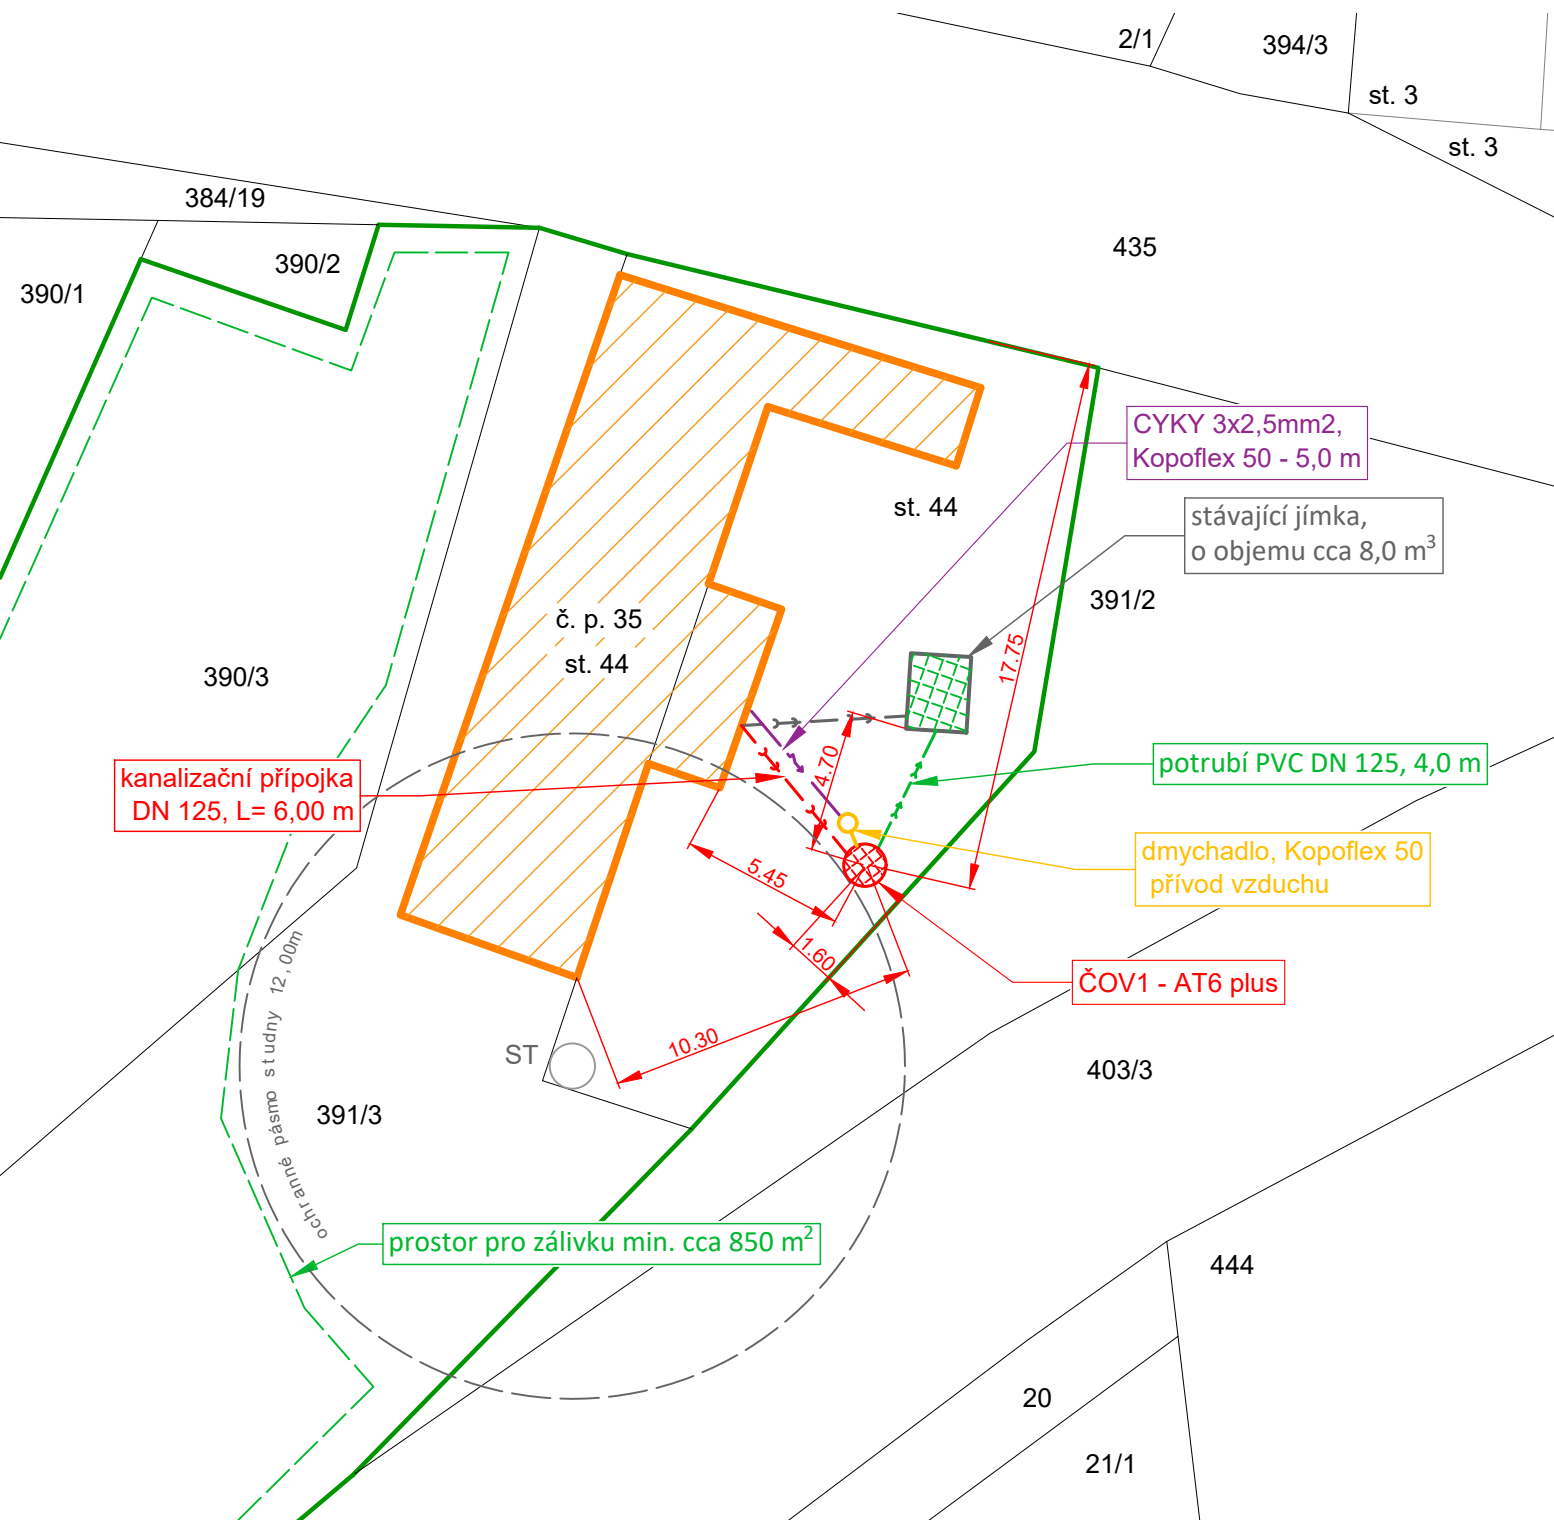 2/1
394/3
st. 3
st. 3
384/19
390/2
435
390/1
CYKY 3x2,5mm2,
Kopoflex 50 - 5,0 m
st. 44
stávající jímka,
o objemu cca 8,0 m³
391/2
č. p. 35
st. 44
17.75
390/3
4.70
kanalizační přípojka
DN 125, L= 6,00 m
potrubí PVC DN 125, 4,0 m
dmychadlo, Kopoflex 50
přívod vzduchu
5.45
1.60
ČOV1 - AT6 plus
10.30
ST
ochranné pásmo studny 12,00m
403/3
391/3
prostor pro zálivku min. cca 850 m²
444
20
21/1